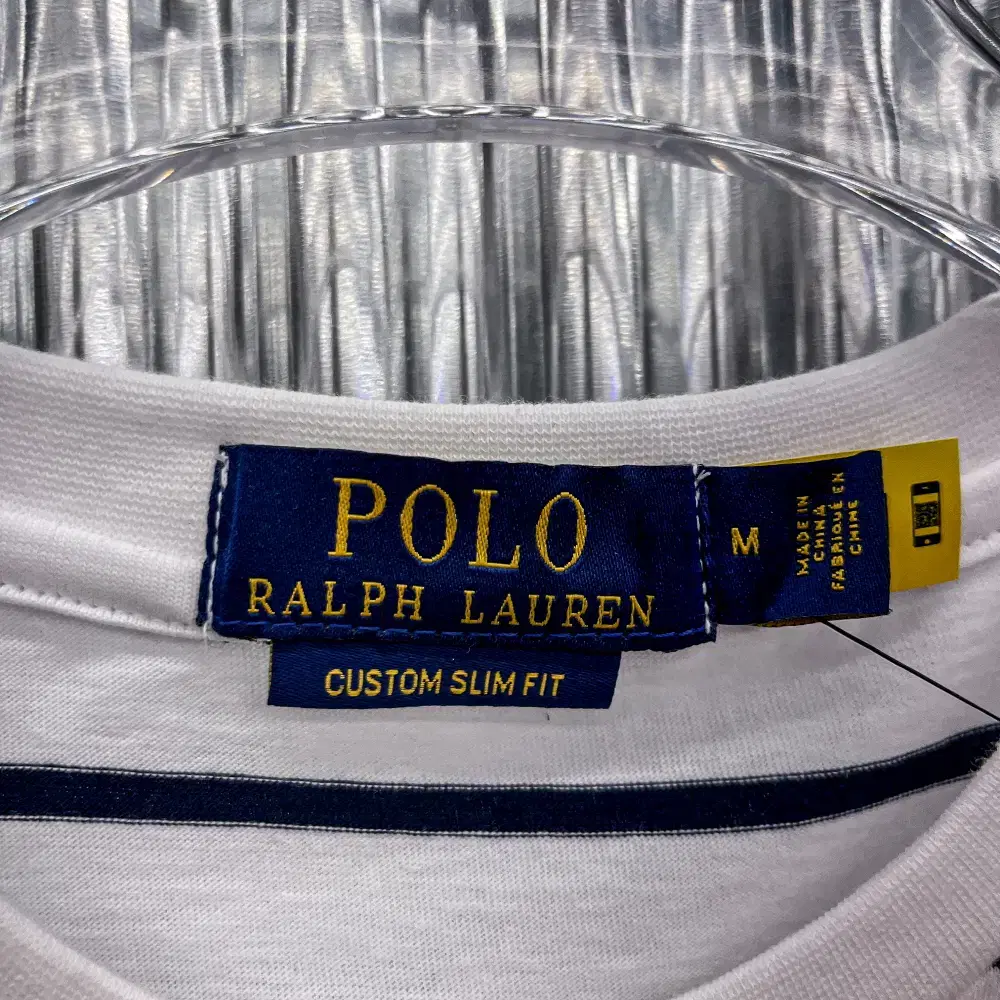 POLO
RALPH LAUREN
CUSTOM SLIM FIT
M
MADE IN
CHINA
FABRIQUÉ EN
CHINE